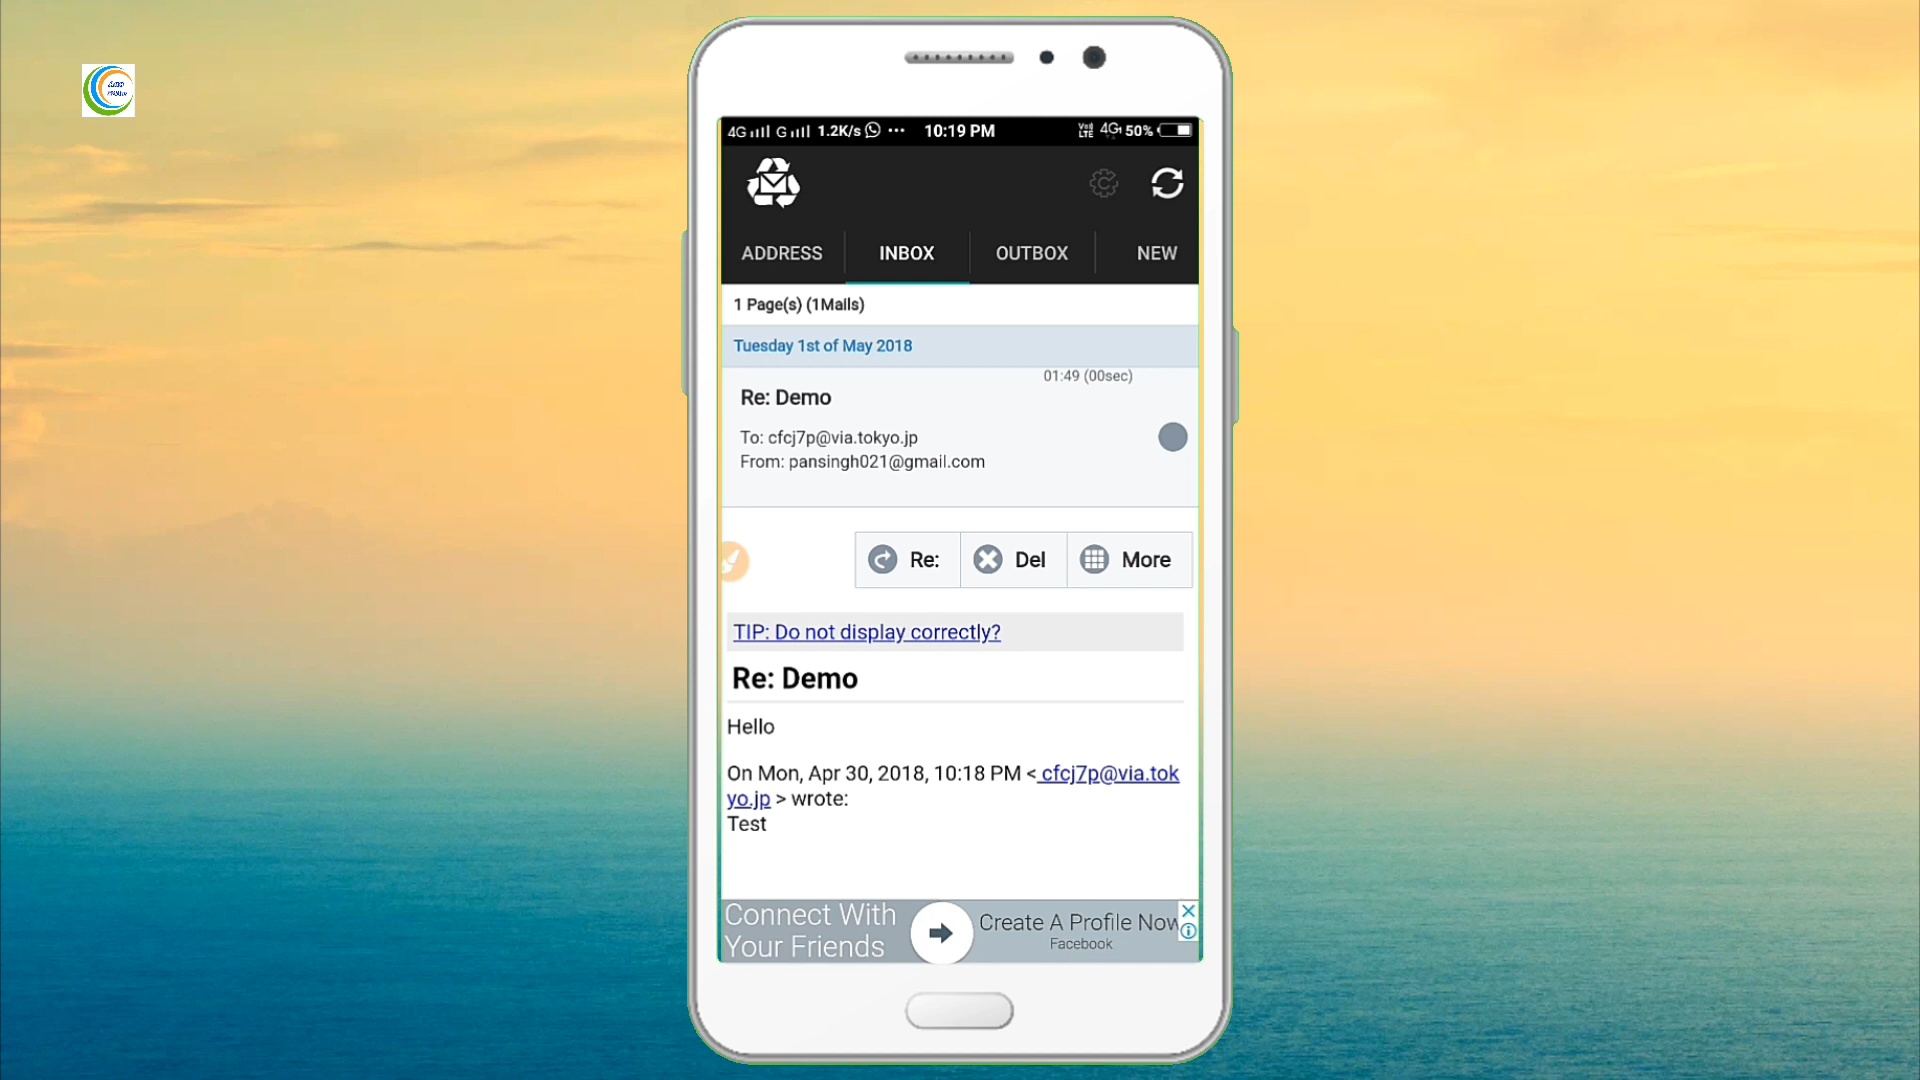 4G G 1.2K/s ... 10:19 PM VoLTE 4G 50%
ADDRESS INBOX OUTBOX NEW
1 Page(s) (1Mails)
Tuesday 1st of May 2018
01:49 (00sec)
Re: Demo
To: cfcj7p@via.tokyo.jp
From: pansingh021@gmail.com
Re: Del More
TIP: Do not display correctly?
Re: Demo
Hello
On Mon, Apr 30, 2018, 10:18 PM < cfcj7p@via.tok
yo.jp > wrote:
Test
Connect With
Your Friends
Create A Profile Now
Facebook